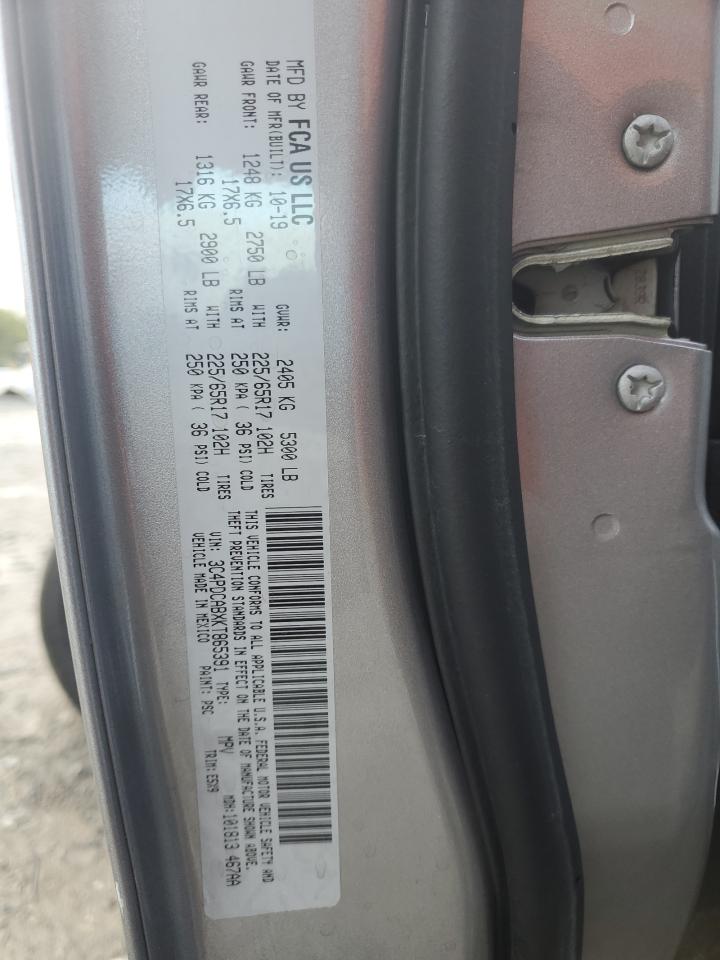 MFD BY FCA US LLC
DATE OF MFR(BUILT): 10-19 GVWR: 2405 KG 5300 LB
GAWR FRONT: 1248 KG 2750 LB WITH 225/65R17 102H TIRES
17X6.5 RIMS AT 250 KPA ( 36 PSI) COLD
GAWR REAR: 1316 KG 2900 LB WITH 225/65R17 102H TIRES
17X6.5 RIMS AT 250 KPA ( 36 PSI) COLD
THIS VEHICLE CONFORMS TO ALL APPLICABLE U.S.A. FEDERAL MOTOR VEHICLE SAFETY AND
THEFT PREVENTION STANDARDS IN EFFECT ON THE DATE OF MANUFACTURE SHOWN ABOVE.
VIN: 3C4PDCABXKT865391 TYPE: MPV MDH:101813 467AA
VEHICLE MADE IN MEXICO PAINT: PSC TRIM: E5X9